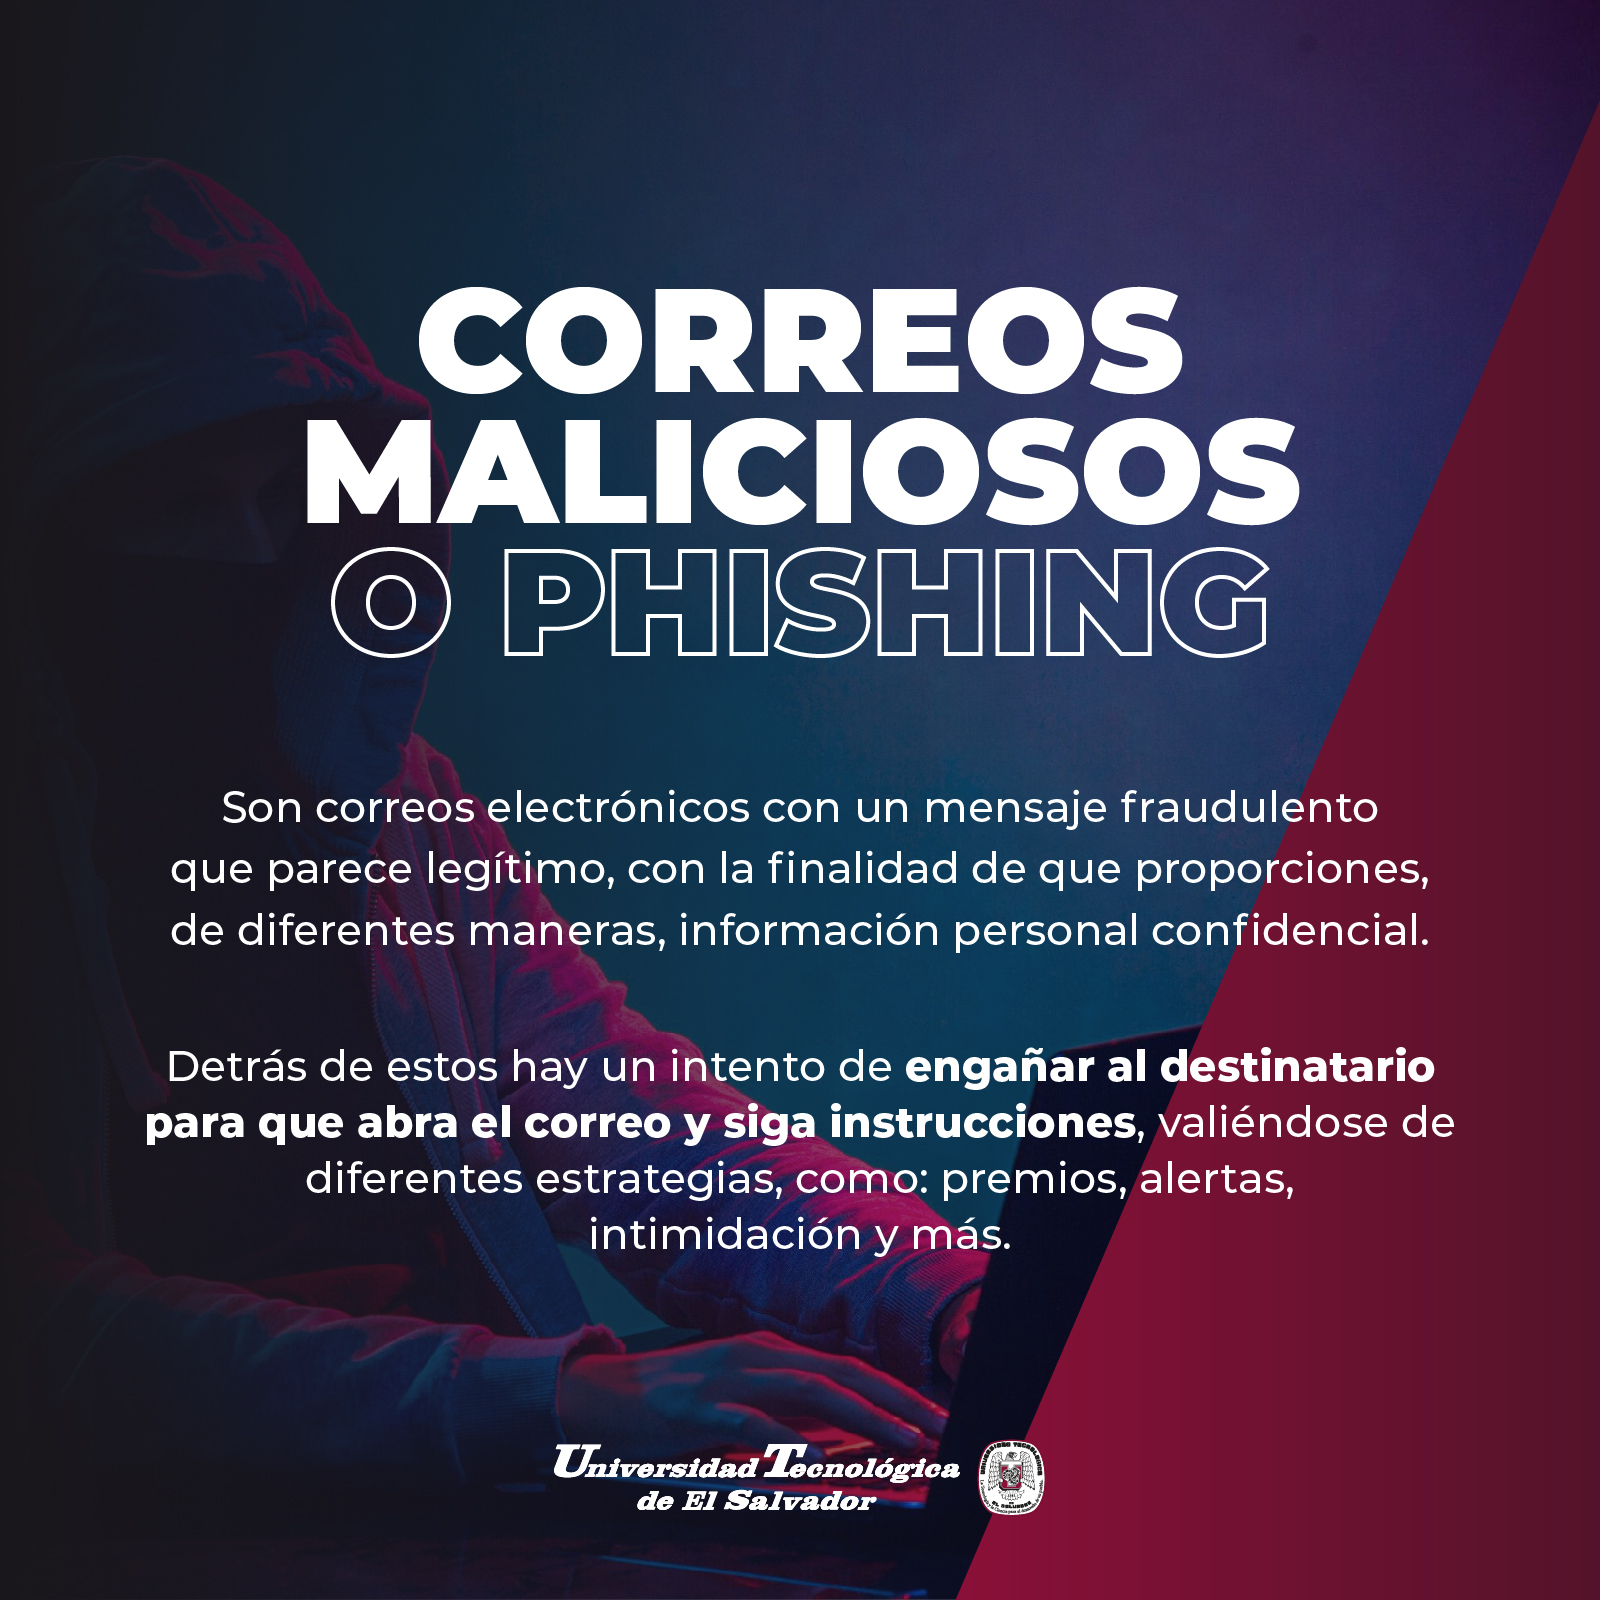 CORREOS
MALICIOSOS
O PHISHING
Son correos electrónicos con un mensaje fraudulento
que parece legítimo, con la finalidad de que proporciones,
de diferentes maneras, información personal confidencial.
Detrás de estos hay un intento de engañar al destinatario
para que abra el correo y siga instrucciones, valiéndose de
diferentes estrategias, como: premios, alertas,
intimidación y más.
Universidad Tecnológica
de El Salvador